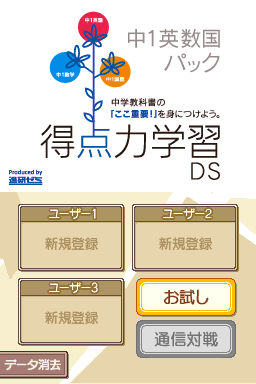 中1英語
中1数学
中1国語
中1英数国
パック
中学教科書の
「ここ重要！」を身につけよう。
得点力学習
DS
Produced by
進研ゼミ
ユーザー1
新規登録
ユーザー2
新規登録
ユーザー3
新規登録
お試し
通信対戦
データ消去